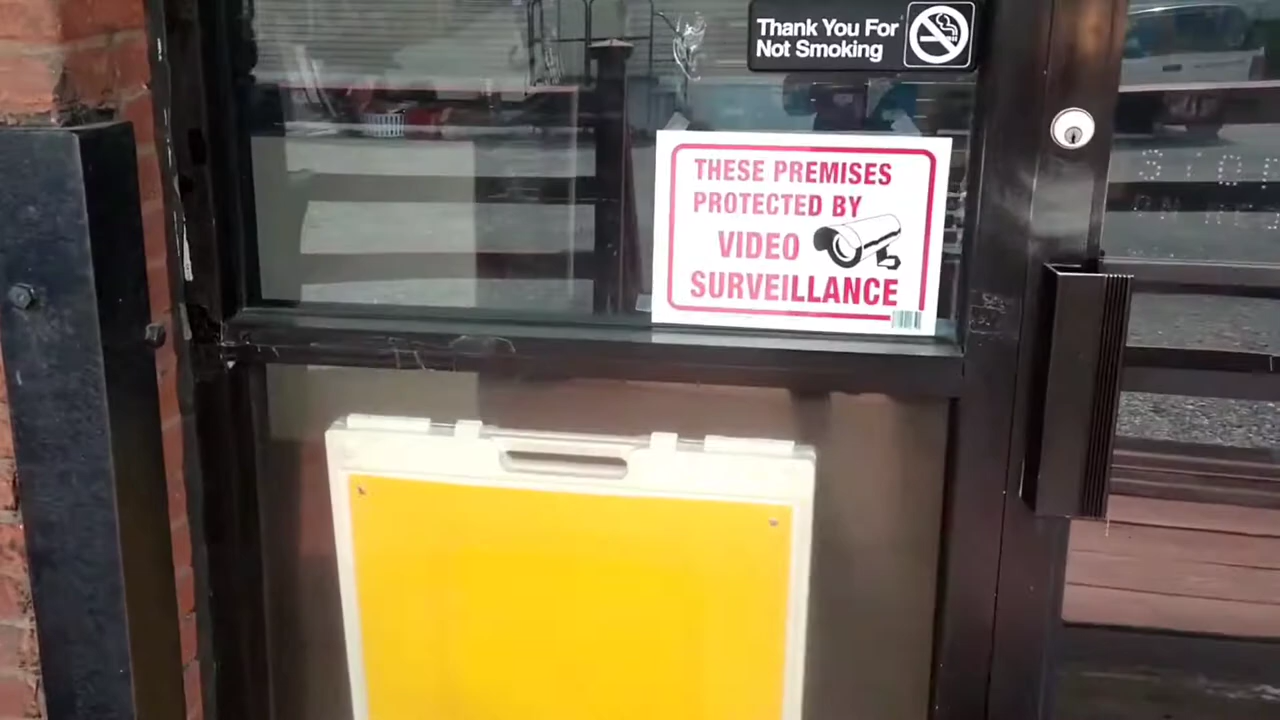 Thank You For
Not Smoking
THESE PREMISES
PROTECTED BY
VIDEO
SURVEILLANCE